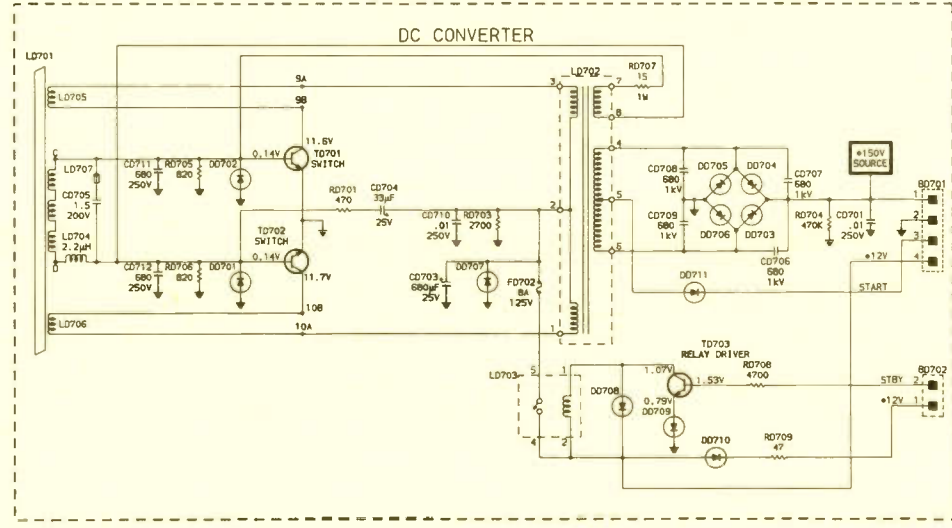 DC CONVERTER
LD701
LD705
9A
9B
11.6V
TD701
SWITCH
0.14V
C
LD707
CD705
1.5
200V
LD704
2.2µH
D
CD711
680
250V
RD705
820
DD702
TD702
SWITCH
0.14V
11.7V
CD712
680
250V
RD706
820
DD701
LD706
10B
10A
RD701
470
CD704
33µF
25V
CD710
.01
250V
RD703
2700
CD703
680µF
25V
DD707
FD702
8A
125V
LD702
3
2
1
7
8
4
5
6
RD707
15
1W
CD708
680
1kV
CD709
680
1kV
DD705
DD704
DD706
DD703
CD707
680
1kV
CD706
680
1kV
RD704
470K
CD701
.01
250V
+150V
SOURCE
BD701
1
2
3
4
+12V
START
DD711
TD703
RELAY DRIVER
1.07V
1.53V
0.79V
DD709
RD708
4700
LD703
5
1
4
2
DD708
DD710
RD709
47
STBY
+12V
2
1
BD702